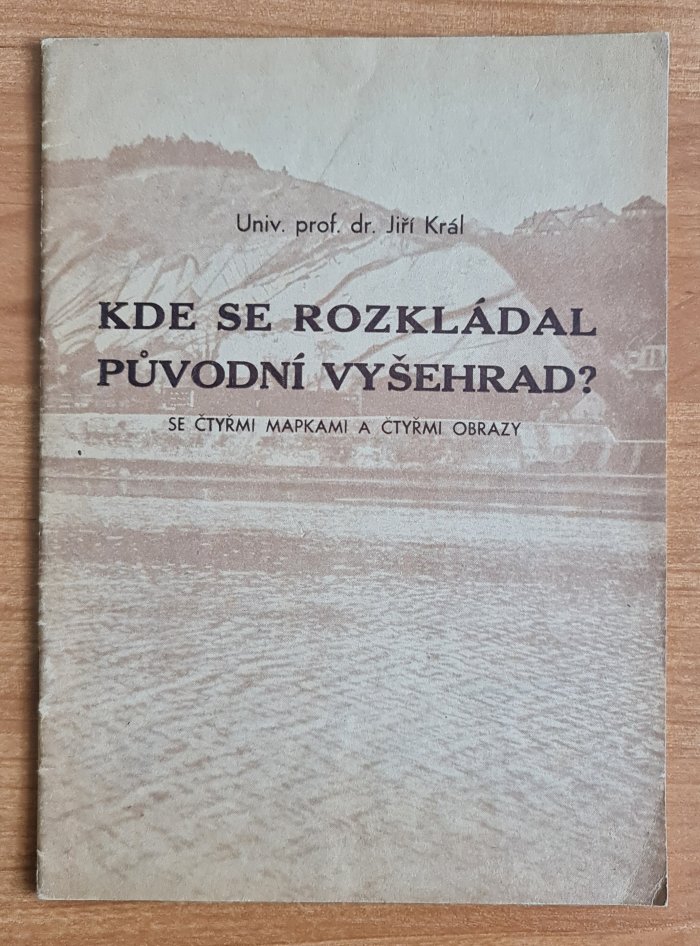 Univ. prof. dr. Jiří Král
KDE SE ROZKLÁDAL
PŮVODNÍ VYŠEHRAD?
SE ČTYŘMI MAPKAMI A ČTYŘMI OBRAZY